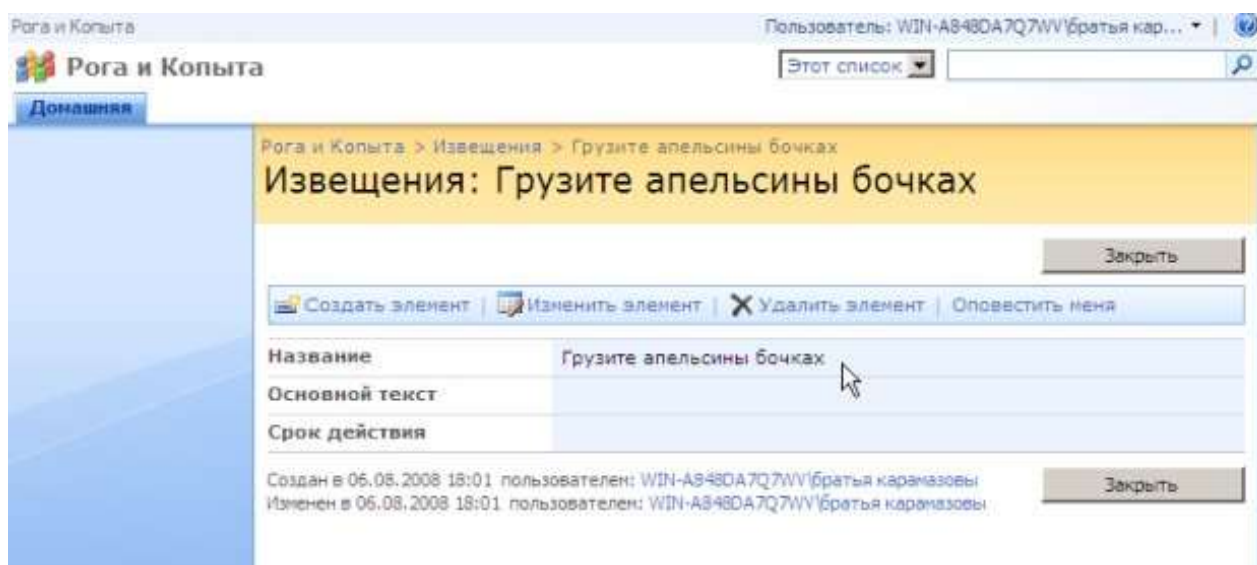 Рога и Копыта
Пользователь: WIN-A848DA7Q7WV\братья кар...
Рога и Копыта
Этот список
Домашняя
Рога и Копыта > Извещения > Грузите апельсины бочках
Извещения: Грузите апельсины бочках
Закрыть
Создать элемент | Изменить элемент | Удалить элемент | Оповестить меня
Название Грузите апельсины бочках
Основной текст
Срок действия
Создан в 06.08.2008 18:01 пользователем: WIN-A848DA7Q7WV\братья карамазовы
Закрыть
Изменен в 06.08.2008 18:01 пользователем: WIN-A848DA7Q7WV\братья карамазовы